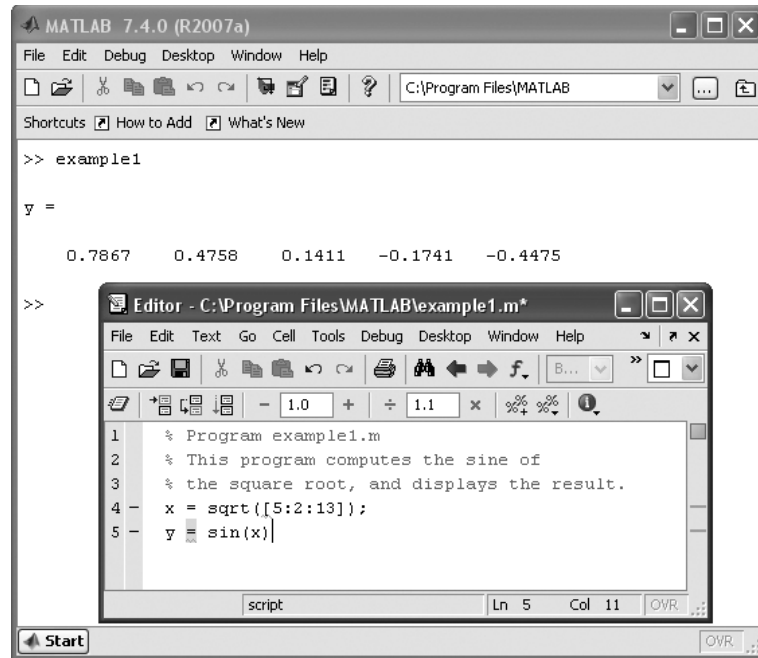 MATLAB 7.4.0 (R2007a)
File Edit Debug Desktop Window Help
C:\Program Files\MATLAB ...
Shortcuts How to Add What's New
>> example1
y =
0.7867 0.4758 0.1411 -0.1741 -0.4475
>>
Editor - C:\Program Files\MATLAB\example1.m*
File Edit Text Go Cell Tools Debug Desktop Window Help
B... »
- 1.0 + ÷ 1.1 ×
1 % Program example1.m
2 % This program computes the sine of
3 % the square root, and displays the result.
4 - x = sqrt([5:2:13]);
5 - y = sin(x)
script Ln 5 Col 11 OVR
Start OVR